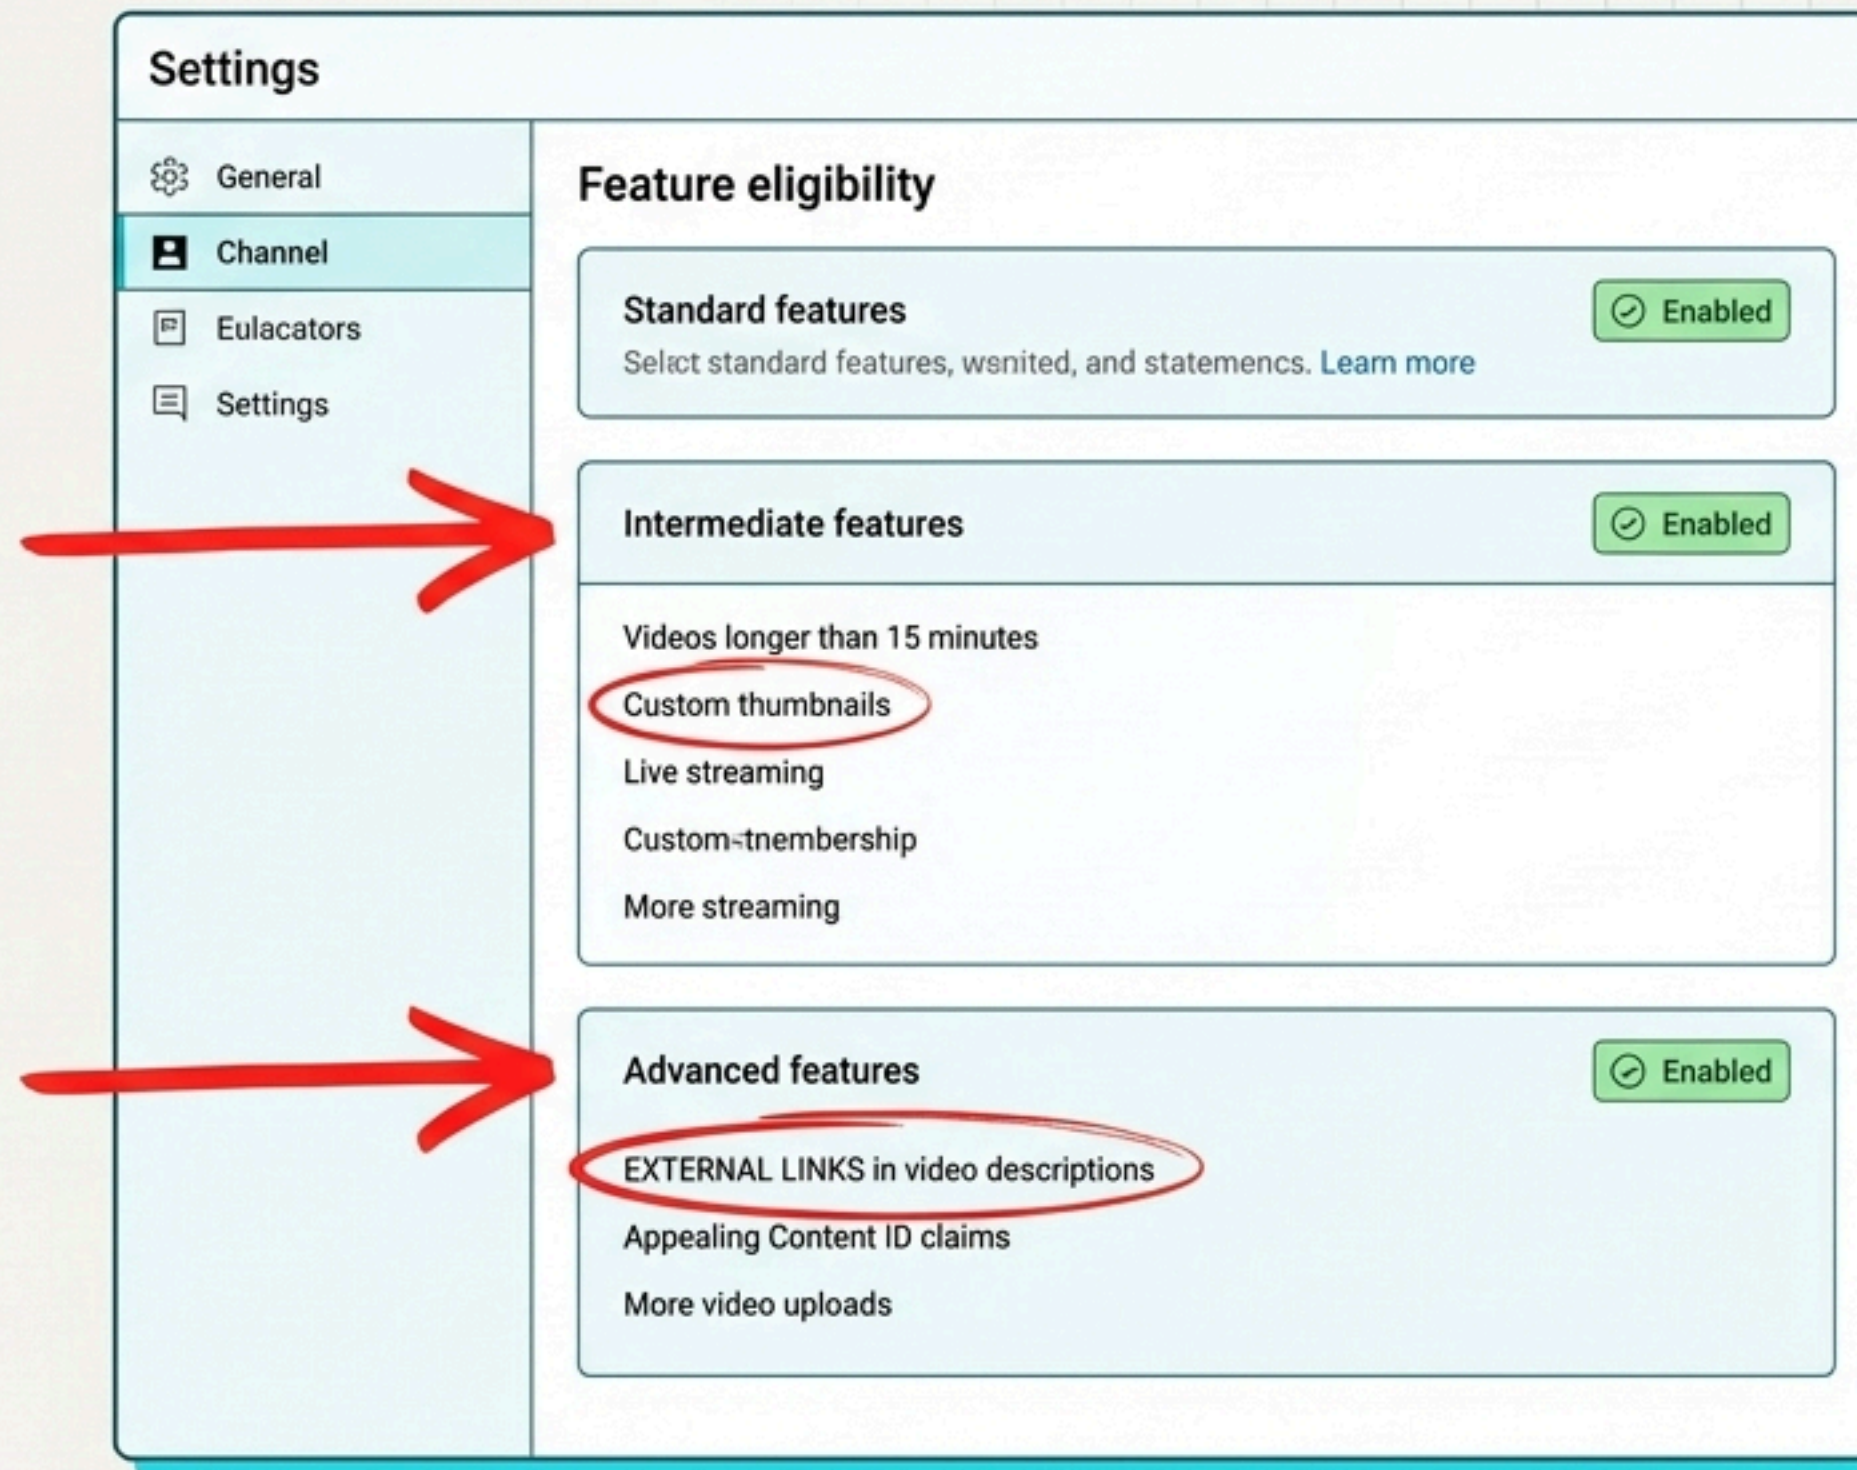 Settings
General
Channel
Eulacators
Settings
Feature eligibility
Standard features
Enabled
Select standard features, wsnited, and statemencs. Learn more
Intermediate features
Enabled
Videos longer than 15 minutes
Custom thumbnails
Live streaming
Custom-tnembership
More streaming
Advanced features
Enabled
EXTERNAL LINKS in video descriptions
Appealing Content ID claims
More video uploads